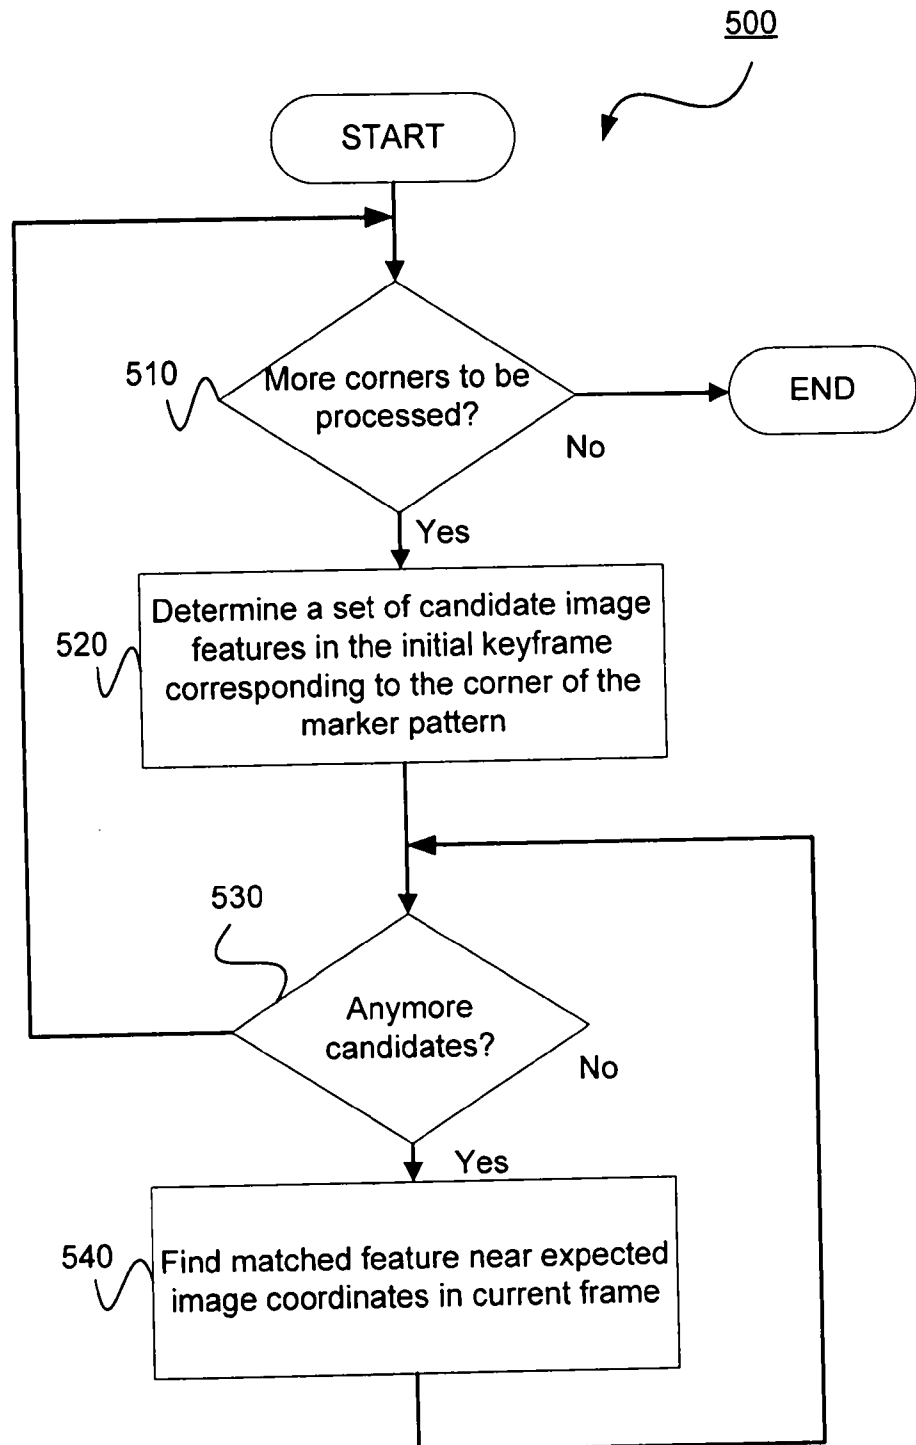 500
START
510
More corners to be
processed?
END
No
Yes
520
Determine a set of candidate image
features in the initial keyframe
corresponding to the corner of the
marker pattern
530
Anymore
candidates?
No
Yes
540
Find matched feature near expected
image coordinates in current frame